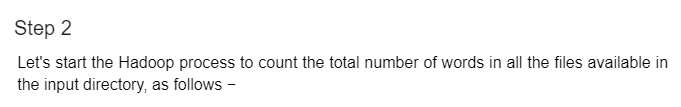 Step 2
Let's start the Hadoop process to count the total number of words in all the files available in
the input directory, as follows −